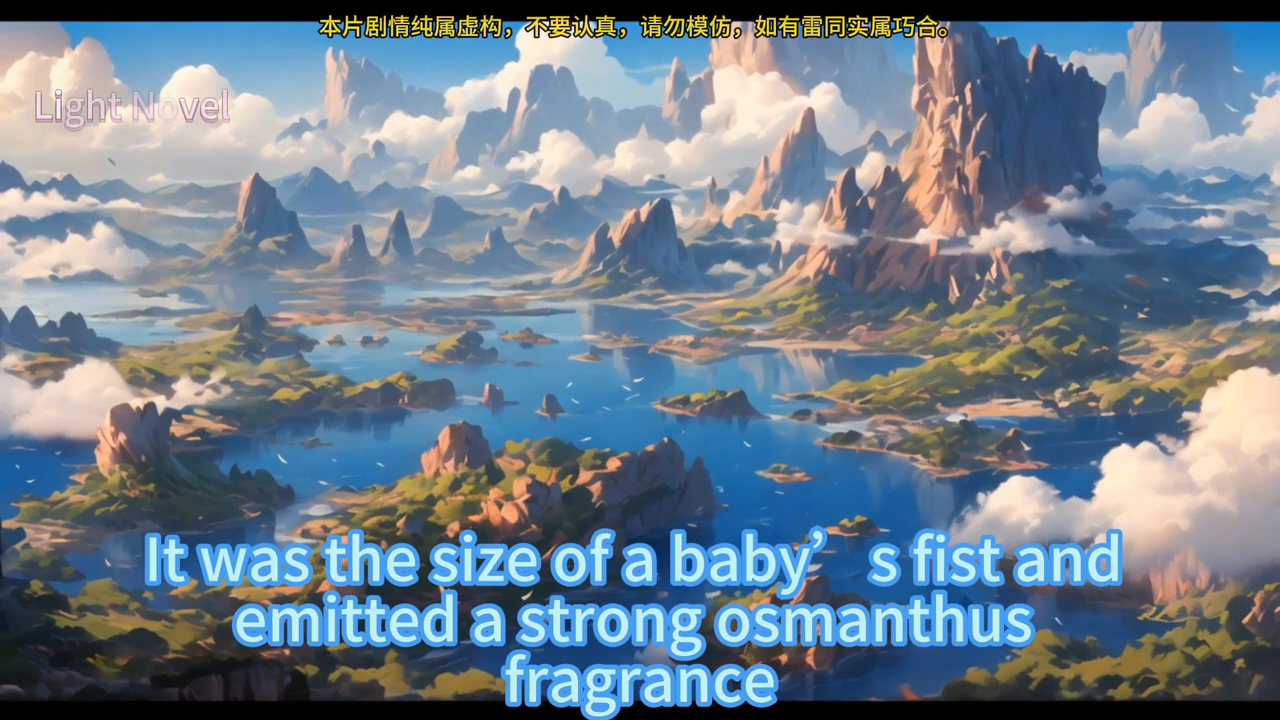 本片剧情纯属虚构，不要认真，请勿模仿，如有雷同实属巧合。
Light Novel
It was the size of a baby’s fist and
emitted a strong osmanthus
fragrance